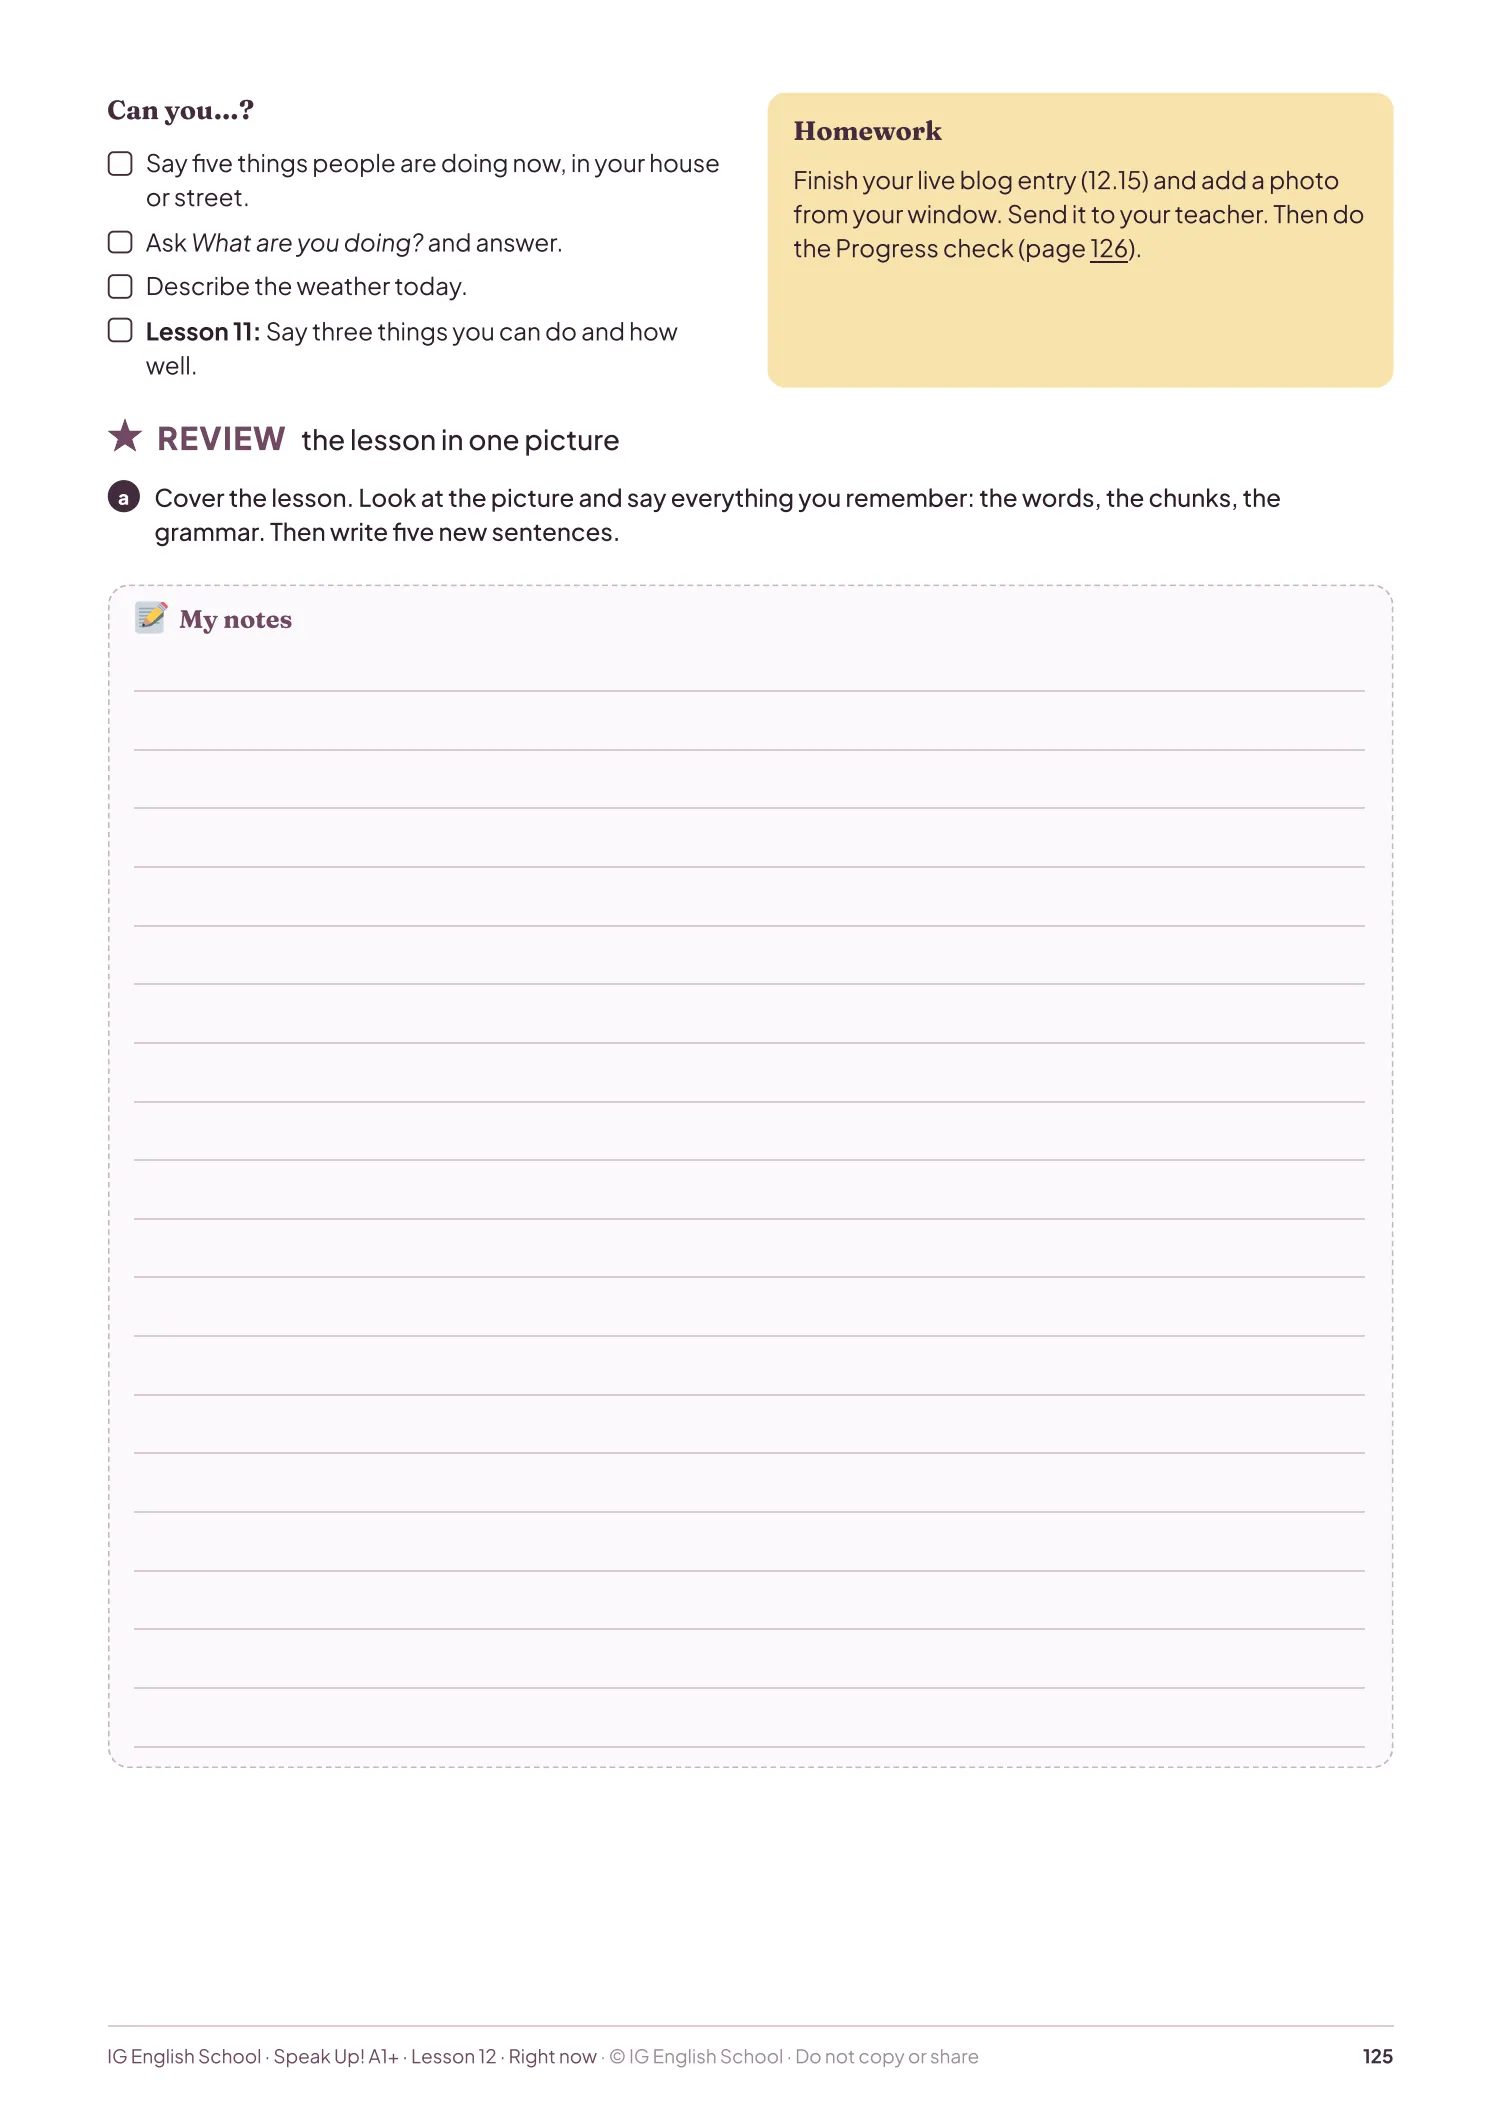 Can you…?
Say five things people are doing now, in your house
or street.
Ask What are you doing? and answer.
Describe the weather today.
Lesson 11: Say three things you can do and how
well.
Homework
Finish your live blog entry (12.15) and add a photo
from your window. Send it to your teacher. Then do
the Progress check (page 126).
★ REVIEW the lesson in one picture
a Cover the lesson. Look at the picture and say everything you remember: the words, the chunks, the
grammar. Then write five new sentences.
My notes
IG English School · Speak Up! A1+ · Lesson 12 · Right now · © IG English School · Do not copy or share 125